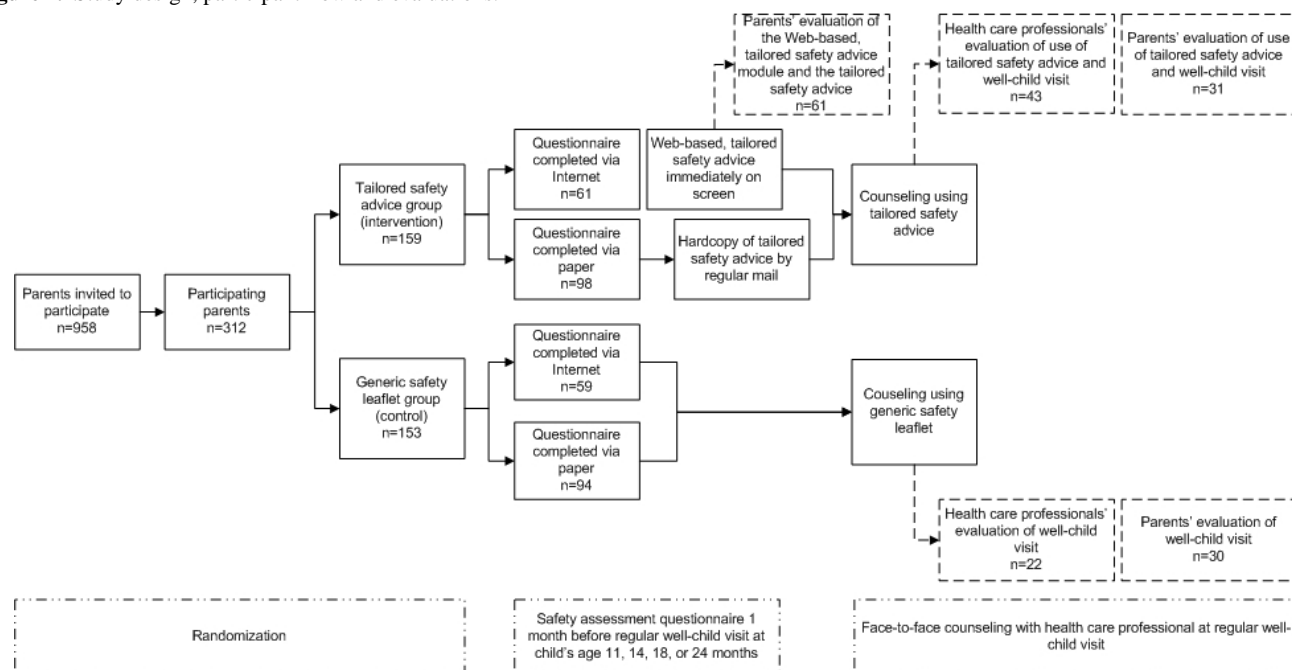 Study design, participant flow and evaluations.
Parents' evaluation of
the Web-based,
tailored safety advice
module and the tailored
safety advice
n=61
Health care professionals'
evaluation of use of
tailored safety advice and
well-child visit
n=43
Parents' evaluation of use
of tailored safety advice
and well-child visit
n=31
Questionnaire
completed via
Internet
n=61
Web-based, tailored
safety advice
immediately on
screen
Tailored safety
advice group
(intervention)
n=159
Counseling using
tailored safety
advice
Questionnaire
completed via
paper
n=98
Hardcopy of tailored
safety advice by
regular mail
Parents invited to
participate
n=958
Participating
parents
n=312
Questionnaire
completed via
Internet
n=59
Generic safety
leaflet group
(control)
n=153
Couseling using
generic safety
leaflet
Questionnaire
completed via
paper
n=94
Health care professionals'
evaluation of well-child
visit
n=22
Parents' evaluation of
well-child visit
n=30
Randomization
Safety assessment questionnaire 1
month before regular well-child visit at
child's age 11, 14, 18, or 24 months
Face-to-face counseling with health care professional at regular well-
child visit